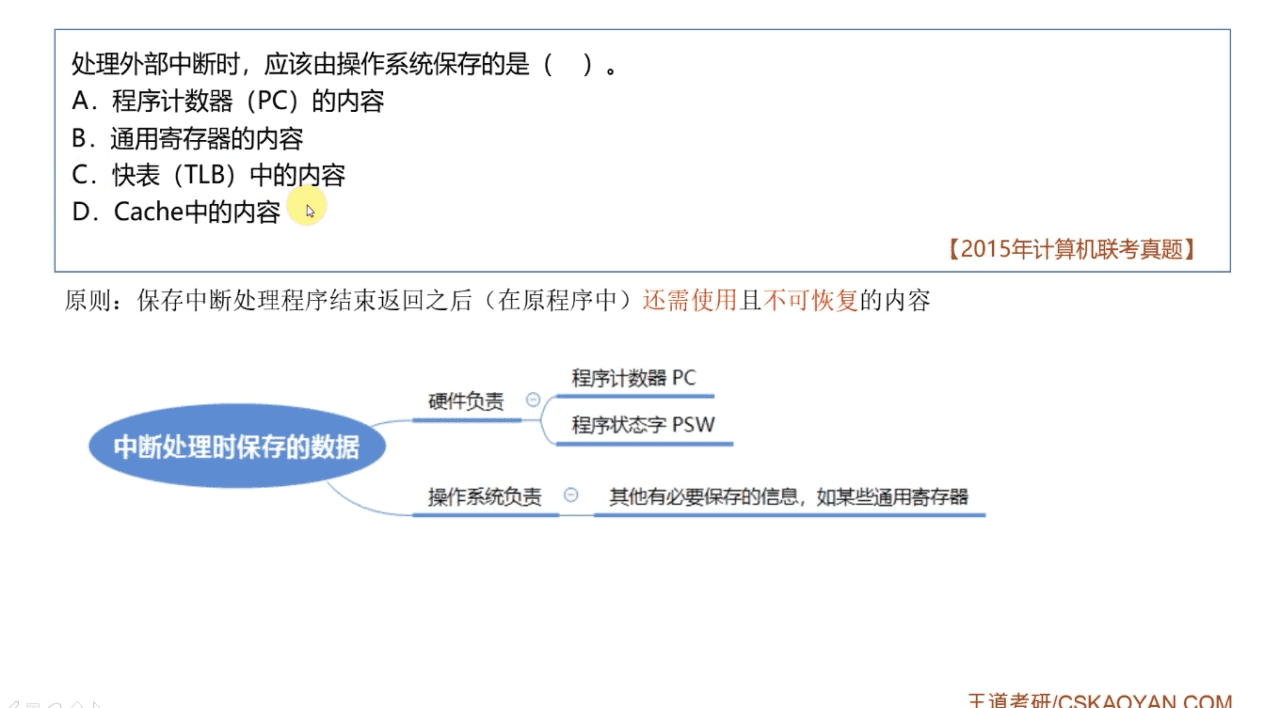 处理外部中断时，应该由操作系统保存的是（    ）。
A．程序计数器（PC）的内容
B．通用寄存器的内容
C．快表（TLB）中的内容
D．Cache中的内容
【2015年计算机联考真题】
原则：保存中断处理程序结束返回之后（在原程序中）还需使用且不可恢复的内容
中断处理时保存的数据
硬件负责
程序计数器 PC
程序状态字 PSW
操作系统负责
其他有必要保存的信息，如某些通用寄存器
王道考研/CSKAOYAN.COM